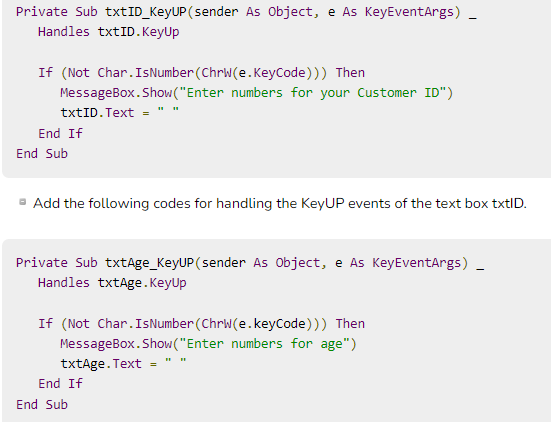 Private Sub txtID_KeyUP(sender As Object, e As KeyEventArgs) _
Handles txtID.KeyUp
If (Not Char.IsNumber(ChrW(e.KeyCode))) Then
MessageBox.Show("Enter numbers for your Customer ID")
txtID.Text = " "
End If
End Sub
Add the following codes for handling the KeyUP events of the text box txtID.
Private Sub txtAge_KeyUP(sender As Object, e As KeyEventArgs) _
Handles txtAge.KeyUp
If (Not Char.IsNumber(ChrW(e.keyCode))) Then
MessageBox.Show("Enter numbers for age")
txtAge.Text = " "
End If
End Sub